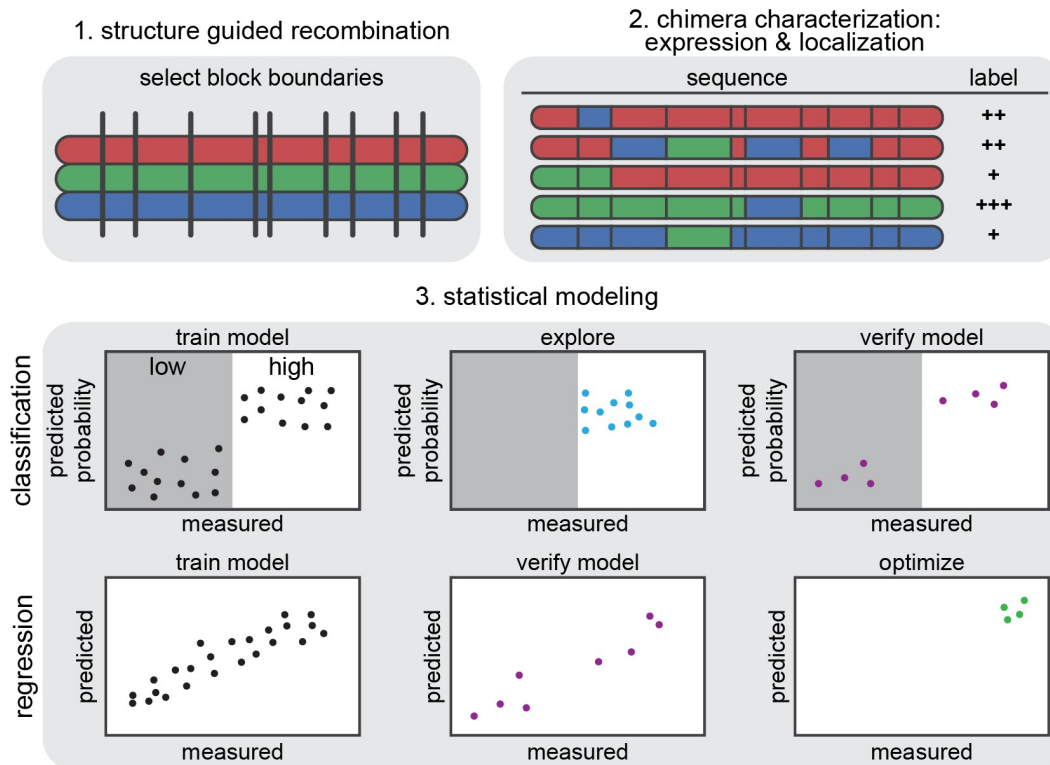 1. structure guided recombination
select block boundaries
2. chimera characterization:
expression & localization
sequence
label
++
++
+
+++
+
3. statistical modeling
classification
train model
low
high
predicted
probability
measured
explore
predicted
probability
measured
verify model
predicted
probability
measured
regression
train model
predicted
measured
verify model
predicted
measured
optimize
predicted
measured